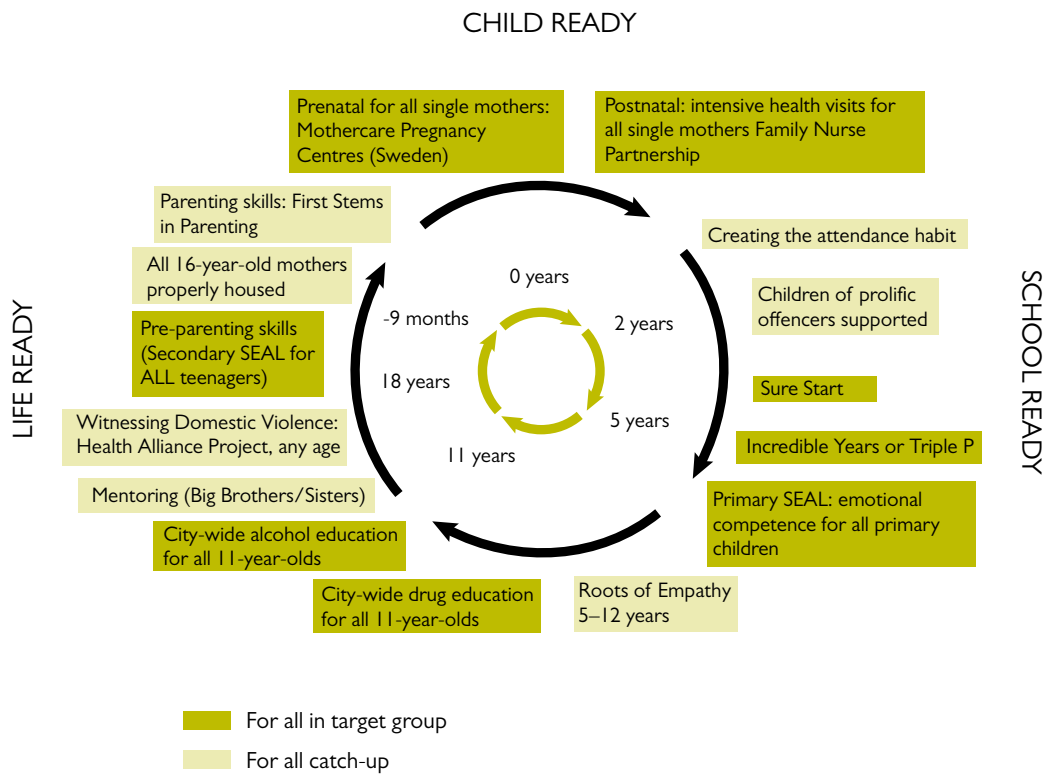 CHILD READY
Prenatal for all single mothers:
Mothercare Pregnancy
Centres (Sweden)
Postnatal: intensive health visits for
all single mothers Family Nurse
Partnership
Parenting skills: First Stems
in Parenting
Creating the attendance habit
All 16-year-old mothers
properly housed
Children of prolific
offencers supported
Pre-parenting skills
(Secondary SEAL for
ALL teenagers)
Sure Start
Witnessing Domestic Violence:
Health Alliance Project, any age
Incredible Years or Triple P
Mentoring (Big Brothers/Sisters)
Primary SEAL: emotional
competence for all primary
children
City-wide alcohol education
for all 11-year-olds
City-wide drug education
for all 11-year-olds
Roots of Empathy
5–12 years
0 years
-9 months
2 years
18 years
5 years
11 years
LIFE READY
SCHOOL READY
For all in target group
For all catch-up